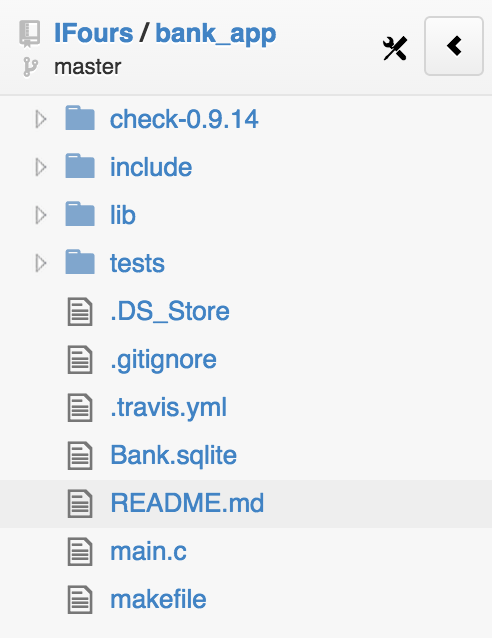 IFours / bank_app
master
check-0.9.14
include
lib
tests
.DS_Store
.gitignore
.travis.yml
Bank.sqlite
README.md
main.c
makefile